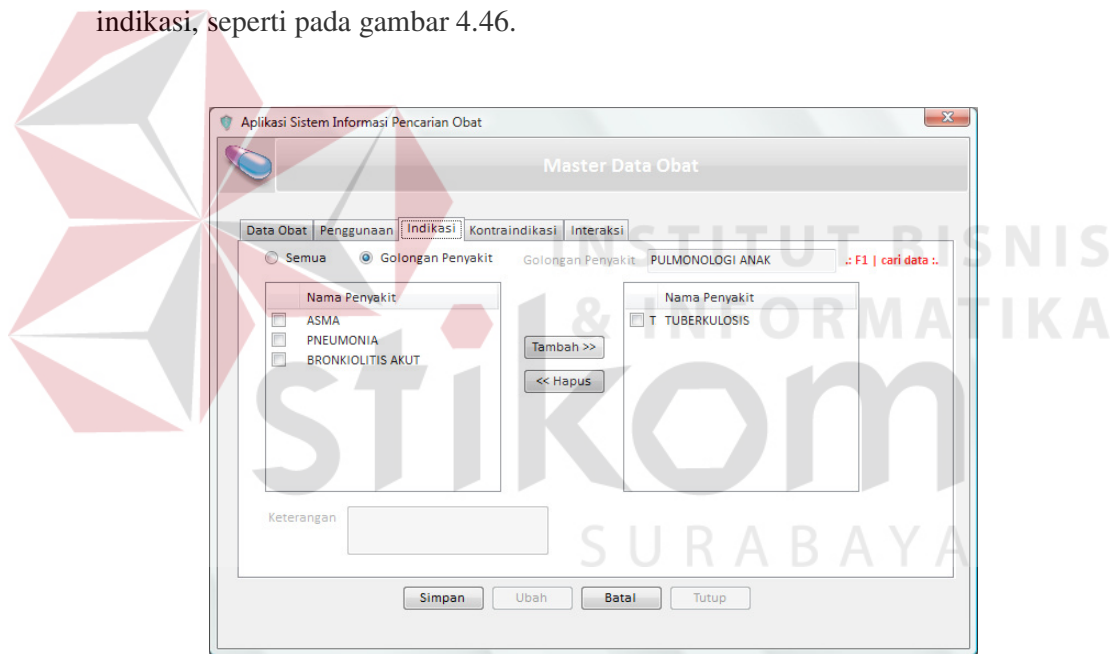 indikasi, seperti pada gambar 4.46.
Aplikasi Sistem Informasi Pencarian Obat
Master Data Obat
Data Obat Penggunaan Indikasi Kontraindikasi Interaksi
Semua Golongan Penyakit Golongan Penyakit PULMONOLOGI ANAK .: F1 | cari data :.
Nama Penyakit Nama Penyakit
ASMA T TUBERKULOSIS
PNEUMONIA
BRONKIOLITIS AKUT
Tambah >>
<< Hapus
Keterangan
Simpan Ubah Batal Tutup
INSTITUT BISNIS
& INFORMATIKA
stikom
SURABAYA